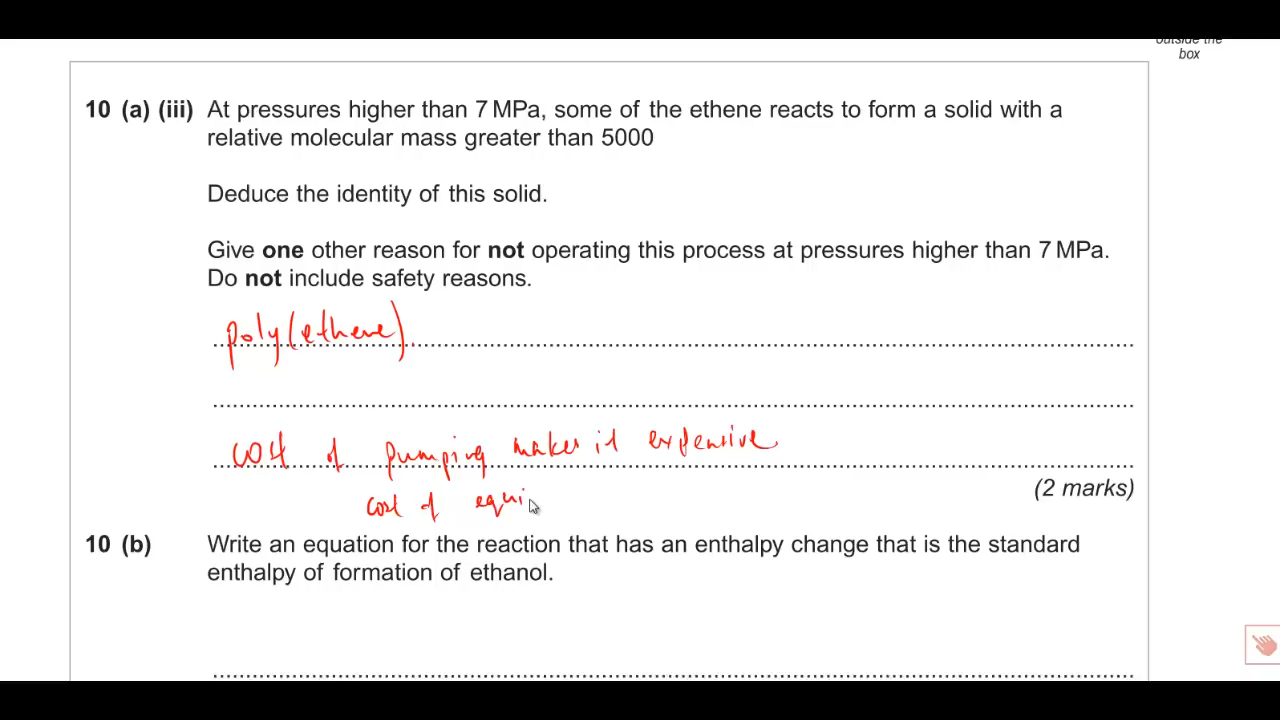 outside the
box
10 (a) (iii) At pressures higher than 7 MPa, some of the ethene reacts to form a solid with a
relative molecular mass greater than 5000
Deduce the identity of this solid.
Give one other reason for not operating this process at pressures higher than 7 MPa.
Do not include safety reasons.
poly(ethene).
cost of pumping makes it expensive
(2 marks)
cost of equi
10 (b) Write an equation for the reaction that has an enthalpy change that is the standard
enthalpy of formation of ethanol.